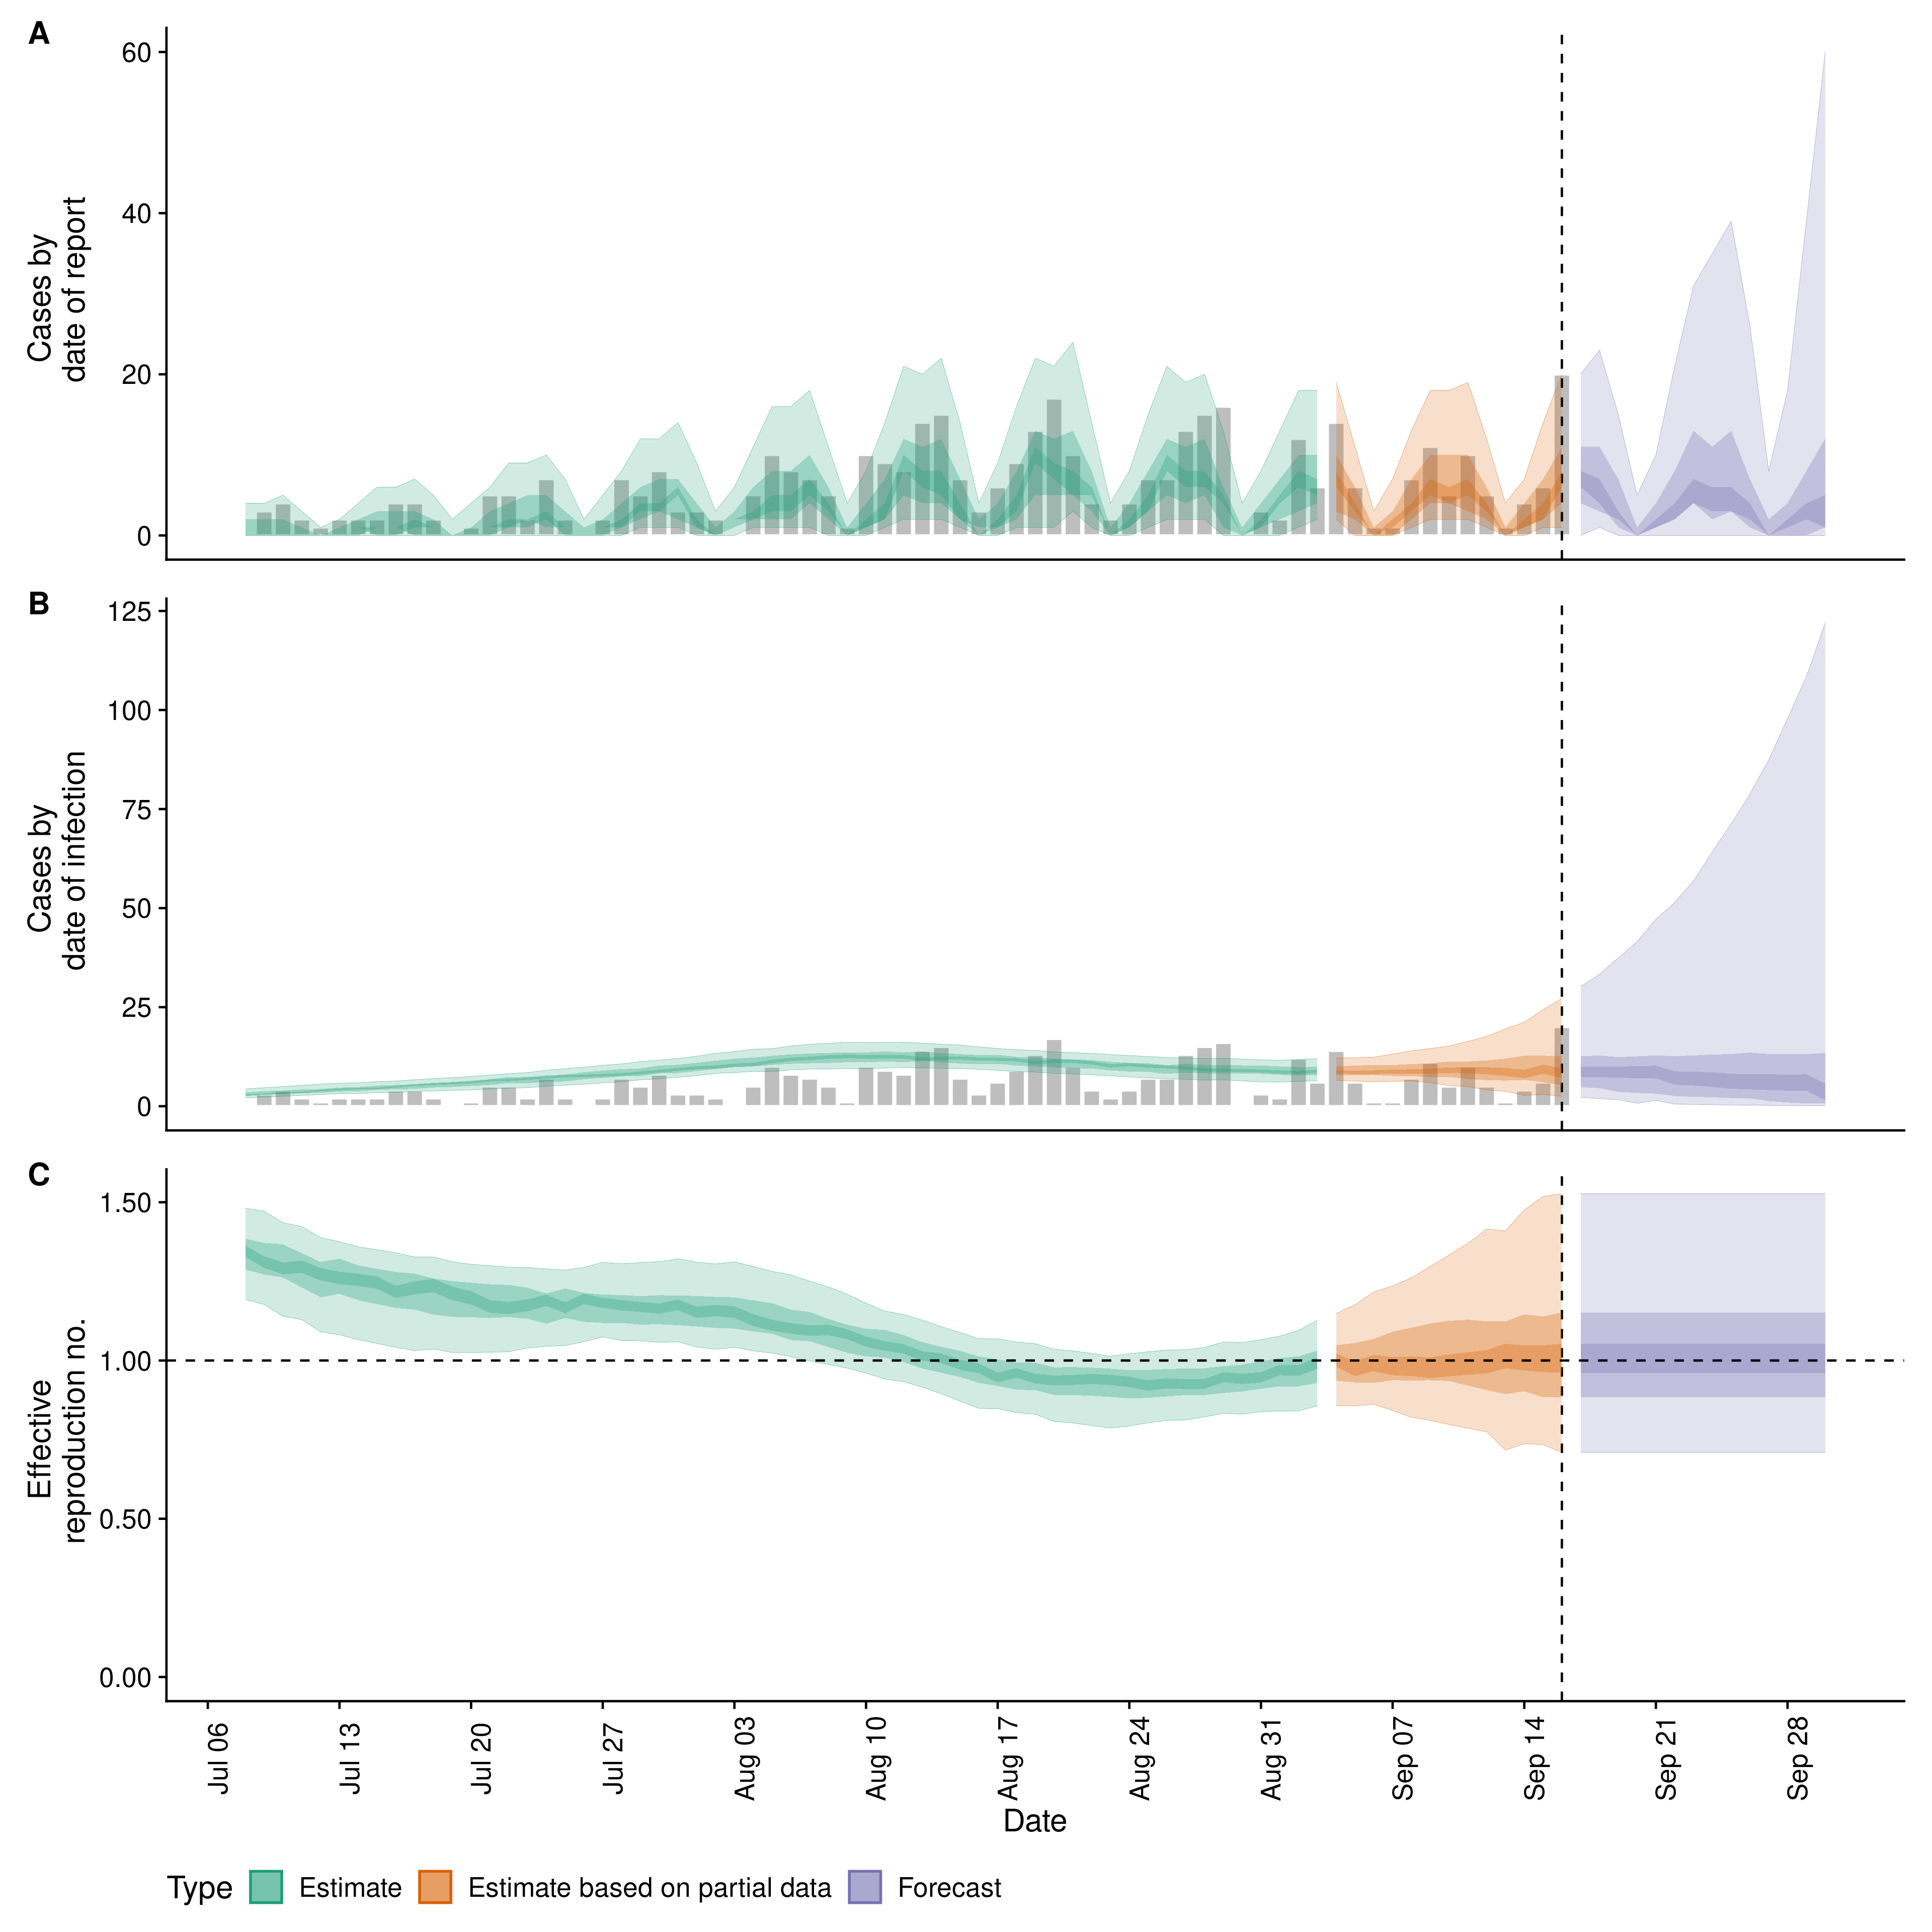 A
60
40
20
0
Cases by
date of report
B
125
100
75
50
25
0
Cases by
date of infection
C
1.50
1.00
0.50
0.00
Effective
reproduction no.
Jul 06
Jul 13
Jul 20
Jul 27
Aug 03
Aug 10
Aug 17
Aug 24
Aug 31
Sep 07
Sep 14
Sep 21
Sep 28
Date
Type Estimate Estimate based on partial data Forecast